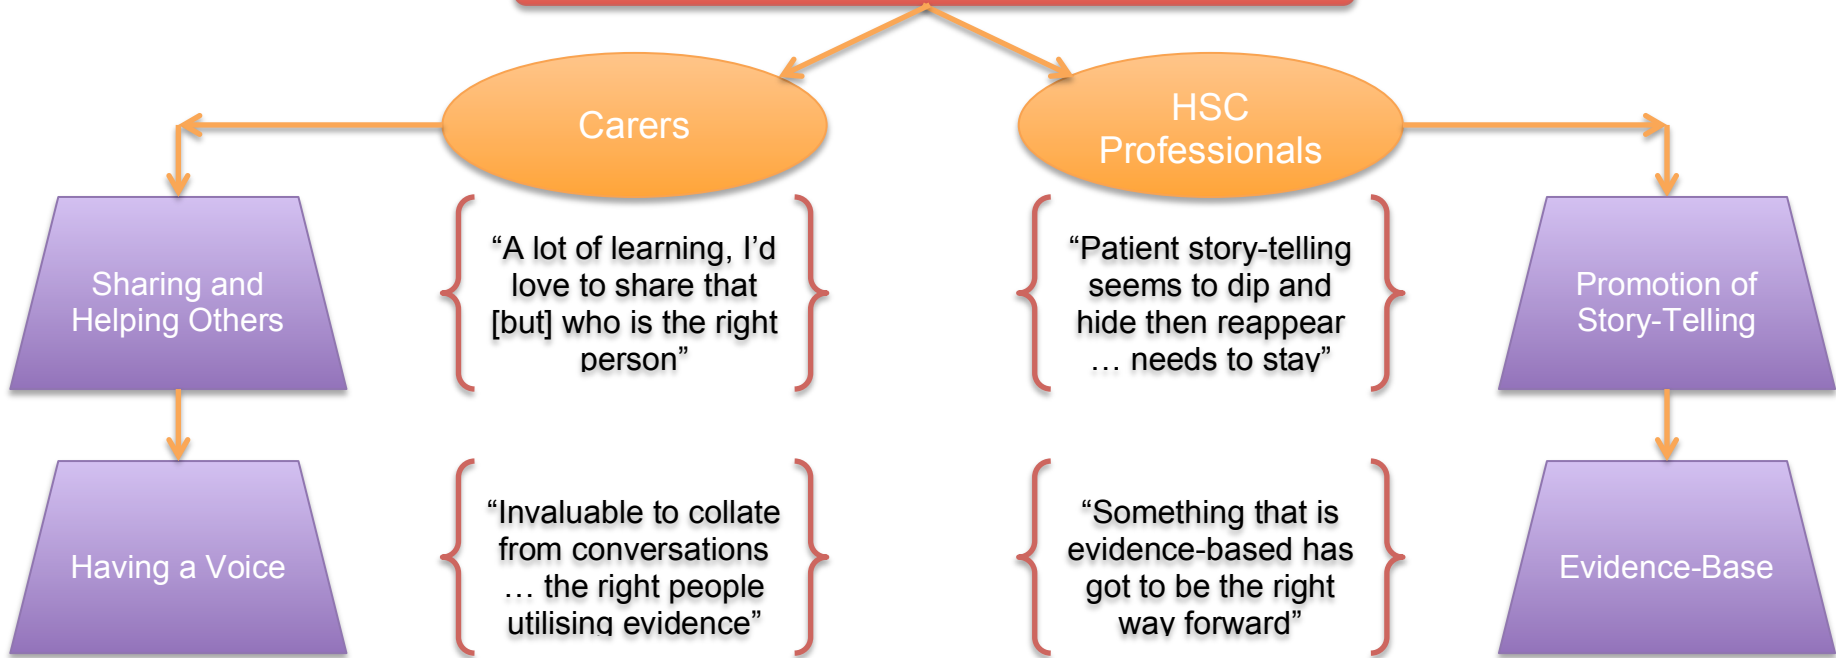 Carers
HSC
Professionals
Sharing and
Helping Others
“A lot of learning, I’d
love to share that
[but] who is the right
person”
“Patient story-telling
seems to dip and
hide then reappear
… needs to stay”
Promotion of
Story-Telling
Having a Voice
“Invaluable to collate
from conversations
… the right people
utilising evidence”
“Something that is
evidence-based has
got to be the right
way forward”
Evidence-Base